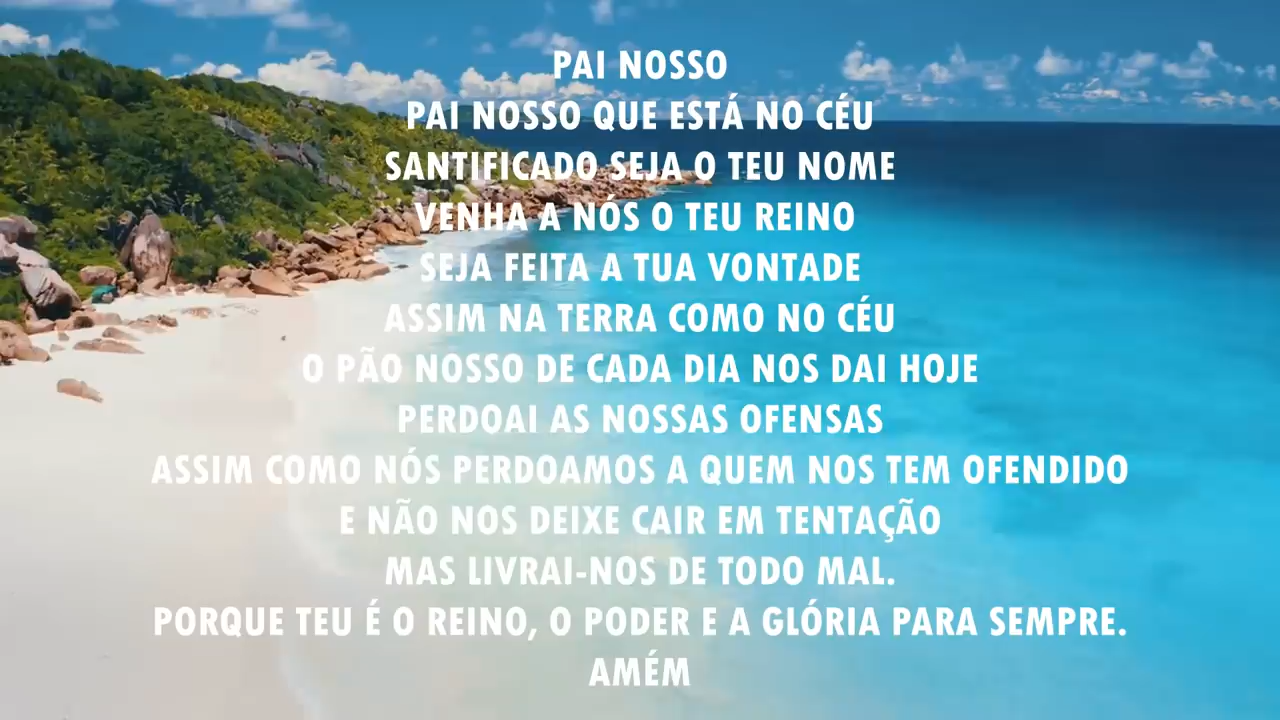 PAI NOSSO
PAI NOSSO QUE ESTÁ NO CÉU
SANTIFICADO SEJA O TEU NOME
VENHA A NÓS O TEU REINO
SEJA FEITA A TUA VONTADE
ASSIM NA TERRA COMO NO CÉU
O PÃO NOSSO DE CADA DIA NOS DAI HOJE
PERDOAI AS NOSSAS OFENSAS
ASSIM COMO NÓS PERDOAMOS A QUEM NOS TEM OFENDIDO
E NÃO NOS DEIXE CAIR EM TENTAÇÃO
MAS LIVRAI-NOS DE TODO MAL.
PORQUE TEU É O REINO, O PODER E A GLÓRIA PARA SEMPRE.
AMÉM